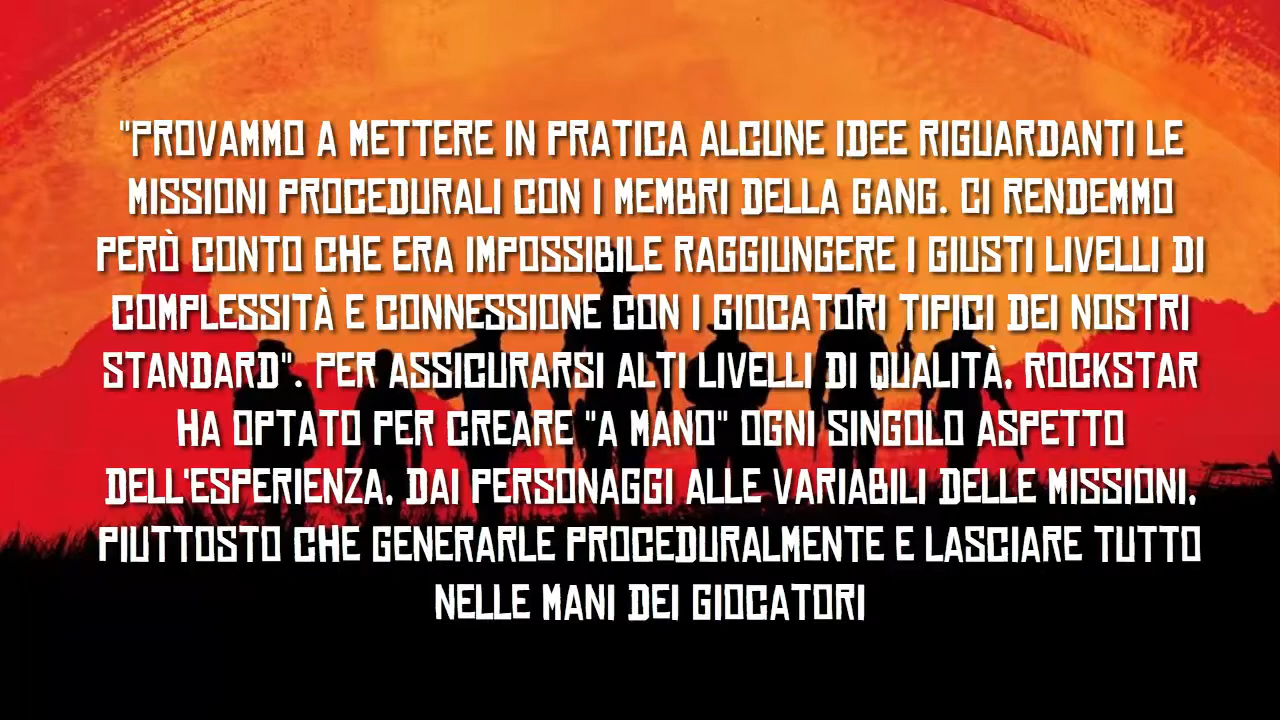 "PROVAMMO A METTERE IN PRATICA ALCUNE IDEE RIGUARDANTI LE
MISSIONI PROCEDURALI CON I MEMBRI DELLA GANG. CI RENDEMMO
PERÒ CONTO CHE ERA IMPOSSIBILE RAGGIUNGERE I GIUSTI LIVELLI DI
COMPLESSITÀ E CONNESSIONE CON I GIOCATORI TIPICI DEI NOSTRI
STANDARD". PER ASSICURARSI ALTI LIVELLI DI QUALITÀ, ROCKSTAR
HA OPTATO PER CREARE "A MANO" OGNI SINGOLO ASPETTO
DELL'ESPERIENZA, DAI PERSONAGGI ALLE VARIABILI DELLE MISSIONI,
PIUTTOSTO CHE GENERARLE PROCEDURALMENTE E LASCIARE TUTTO
NELLE MANI DEI GIOCATORI